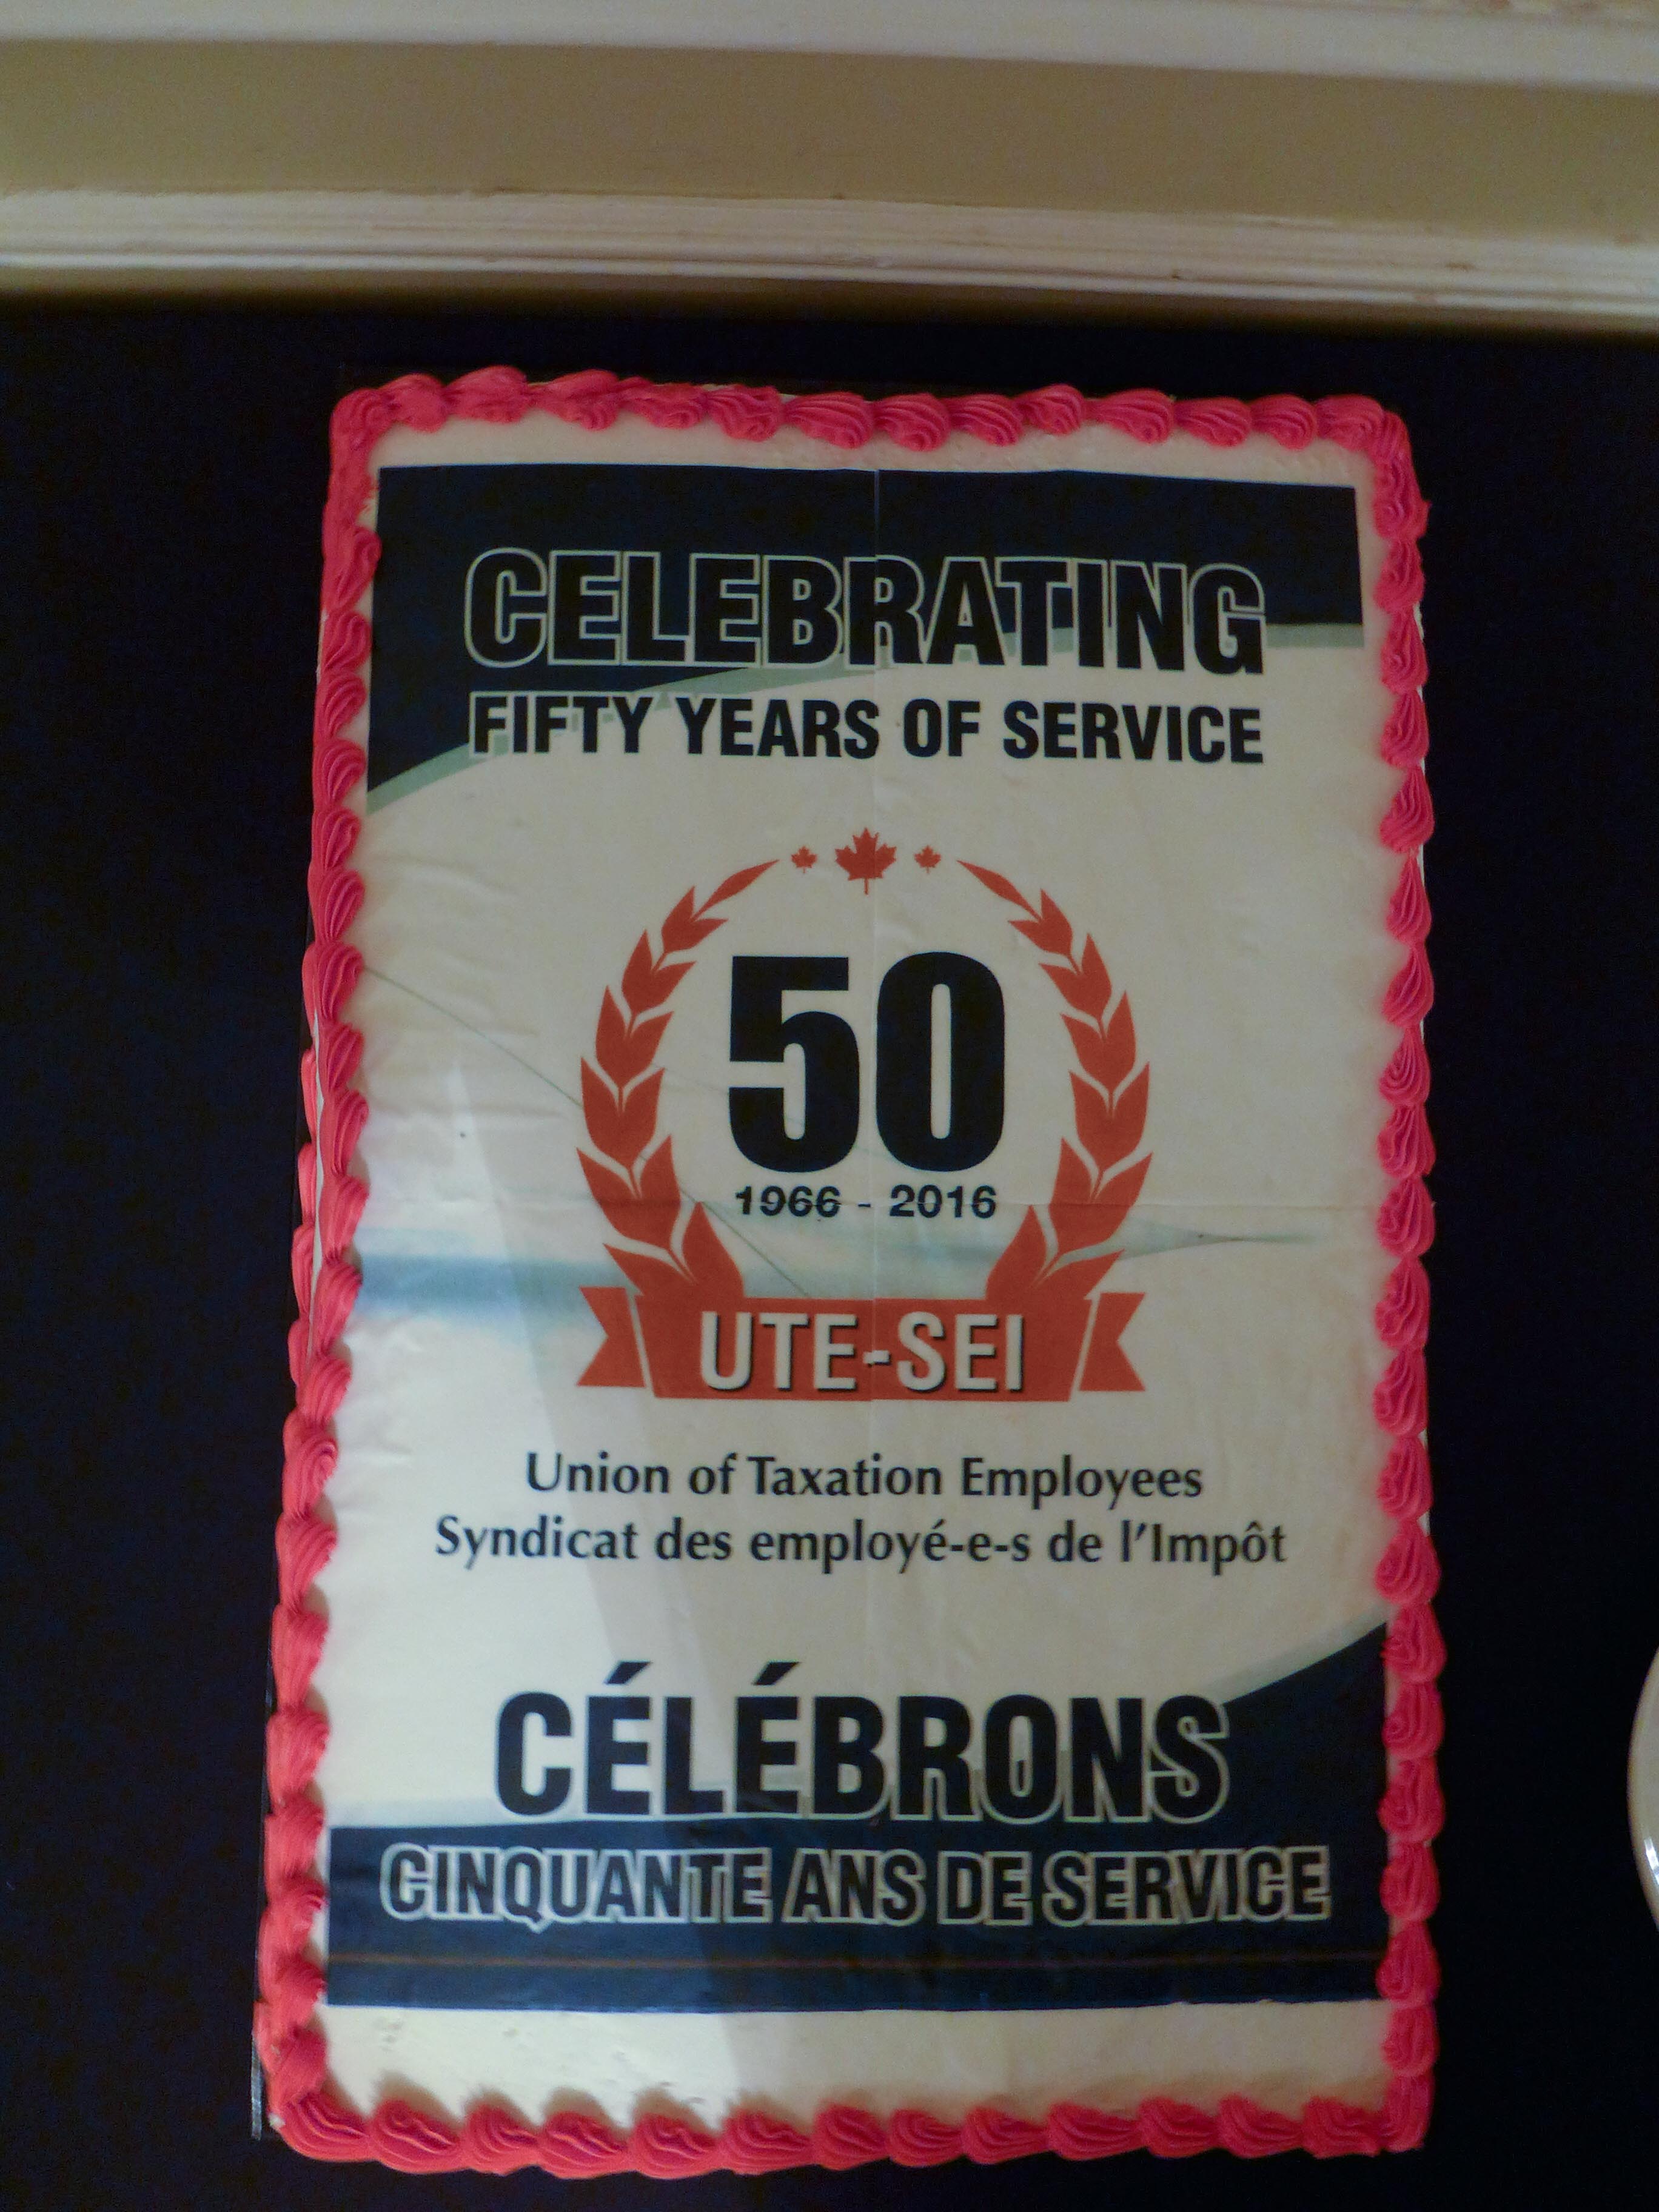 CELEBRATING
FIFTY YEARS OF SERVICE
50
1966 - 2016
UTE-SEI
Union of Taxation Employees
Syndicat des employé-e-s de l'Impôt
CÉLÉBRONS
CINQUANTE ANS DE SERVICE